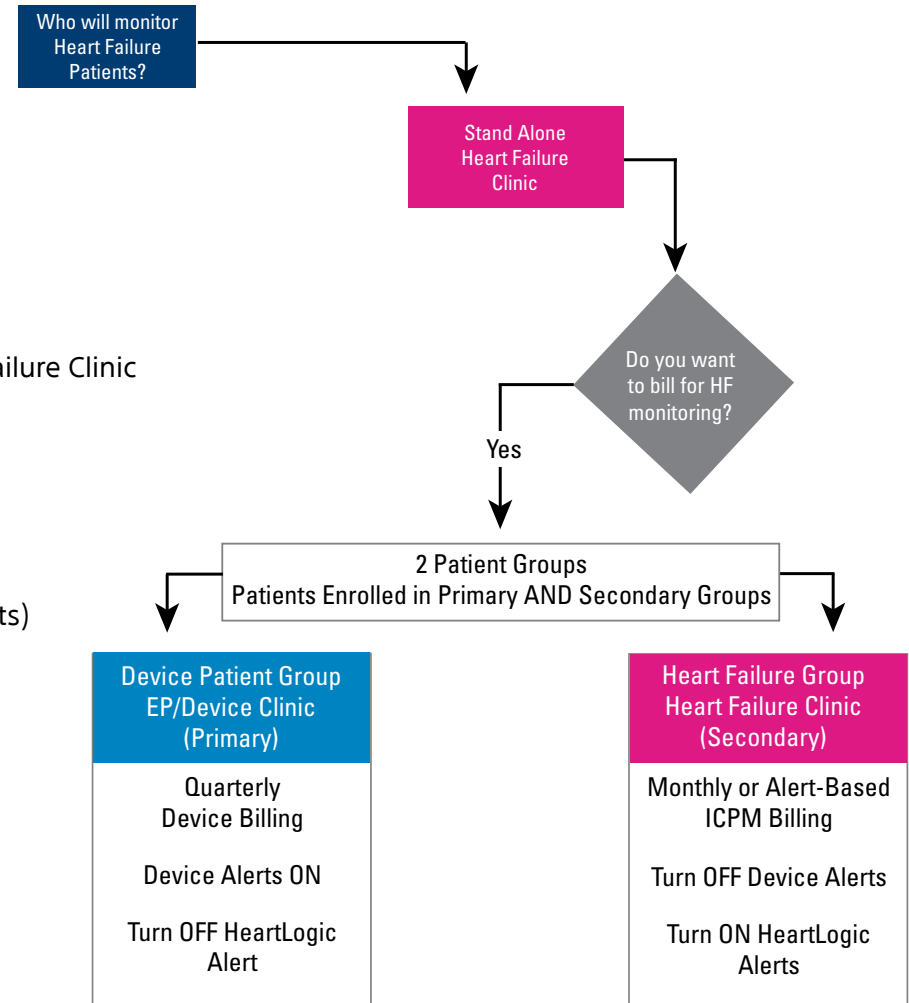 Who will monitor
Heart Failure
Patients?
Stand Alone
Heart Failure
Clinic
Do you want
to bill for HF
monitoring?
ailure Clinic
Yes
2 Patient Groups
Patients Enrolled in Primary AND Secondary Groups
ts)
Device Patient Group
EP/Device Clinic
(Primary)
Quarterly
Device Billing
Device Alerts ON
Turn OFF HeartLogic
Alert
Heart Failure Group
Heart Failure Clinic
(Secondary)
Monthly or Alert-Based
ICPM Billing
Turn OFF Device Alerts
Turn ON HeartLogic
Alerts